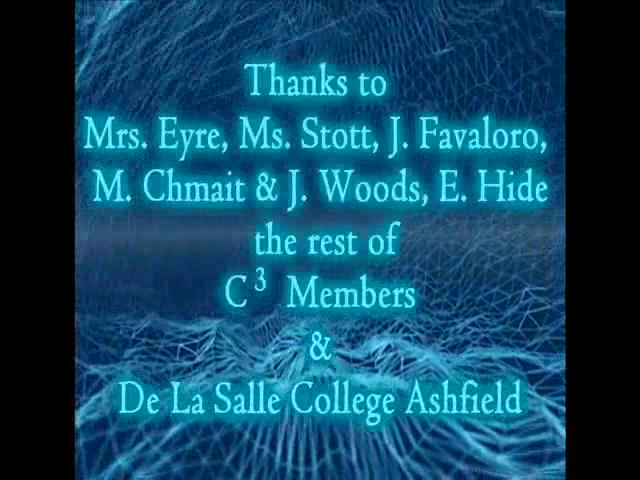 Thanks to
Mrs. Eyre, Ms. Stott, J. Favaloro,
M. Chmait & J. Woods, E. Hide
the rest of
C³ Members
&
De La Salle College Ashfield